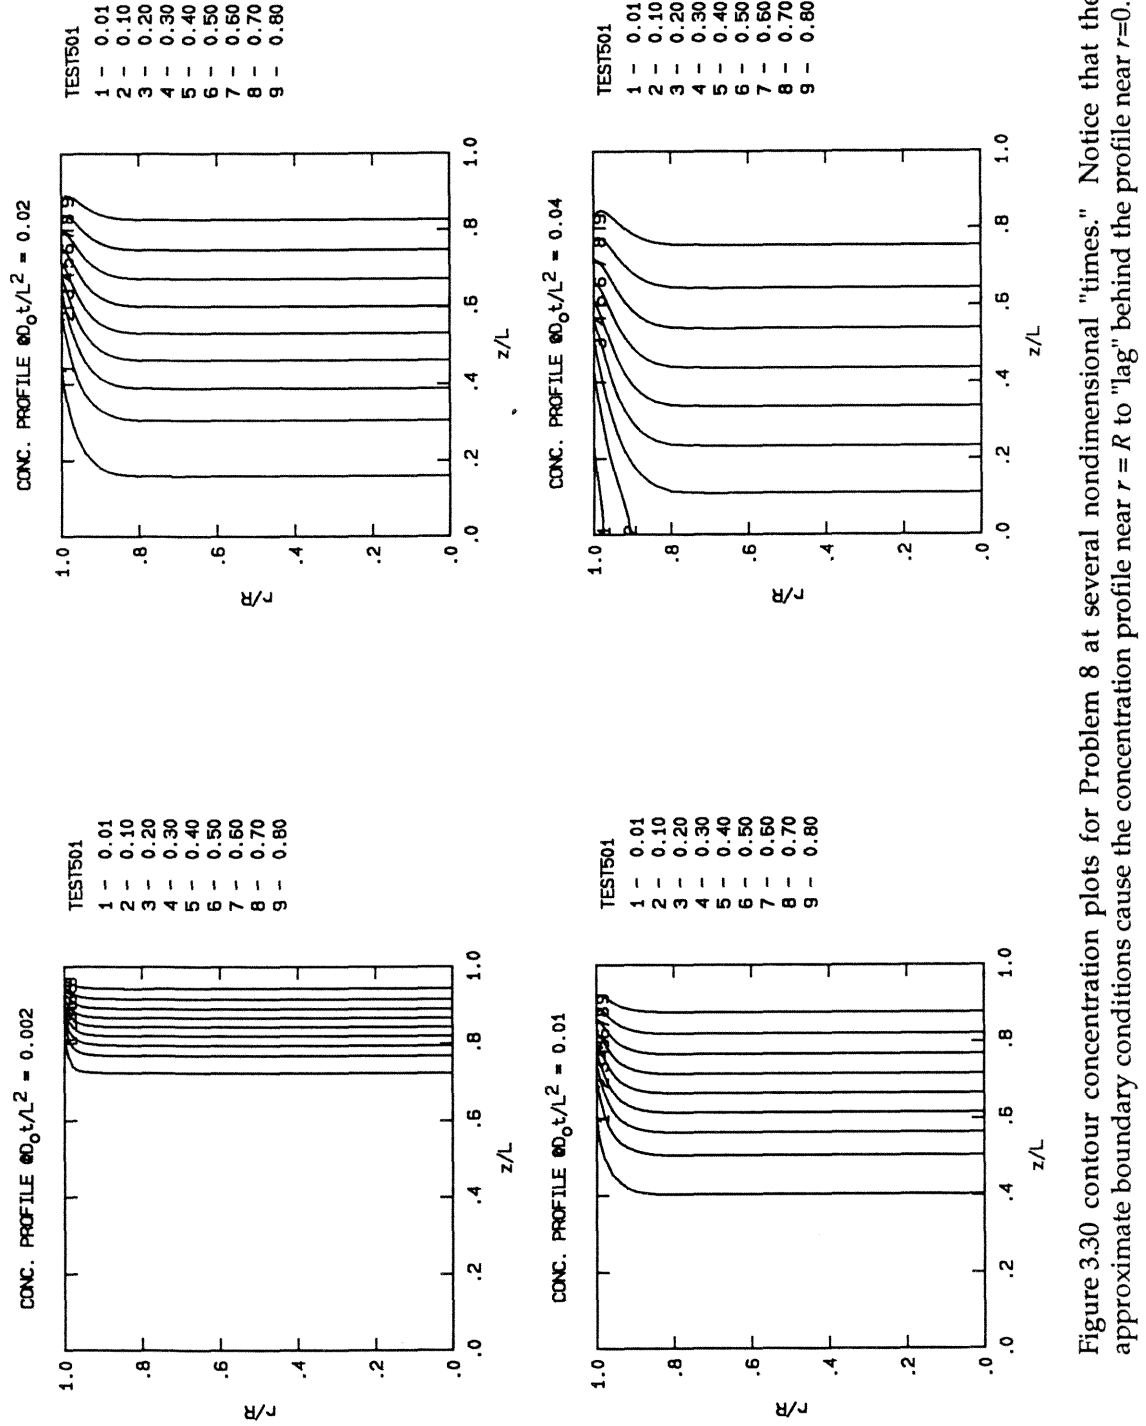 CONC. PROFILE @D₀t/L² = 0.002
TEST501
1 - 0.01
2 - 0.10
3 - 0.20
4 - 0.30
5 - 0.40
6 - 0.50
7 - 0.60
8 - 0.70
9 - 0.80
1.0
.8
.6
.4
.2
.0
r/R
.0 .2 .4 .6 .8 1.0
z/L
CONC. PROFILE @D₀t/L² = 0.02
TEST501
1 - 0.01
2 - 0.10
3 - 0.20
4 - 0.30
5 - 0.40
6 - 0.50
7 - 0.60
8 - 0.70
9 - 0.80
1.0
.8
.6
.4
.2
.0
r/R
.0 .2 .4 .6 .8 1.0
z/L
CONC. PROFILE @D₀t/L² = 0.01
TEST501
1 - 0.01
2 - 0.10
3 - 0.20
4 - 0.30
5 - 0.40
6 - 0.50
7 - 0.60
8 - 0.70
9 - 0.80
1.0
.8
.6
.4
.2
.0
r/R
.0 .2 .4 .6 .8 1.0
z/L
CONC. PROFILE @D₀t/L² = 0.04
TEST501
1 - 0.01
2 - 0.10
3 - 0.20
4 - 0.30
5 - 0.40
6 - 0.50
7 - 0.60
8 - 0.70
9 - 0.80
1.0
.8
.6
.4
.2
.0
r/R
.0 .2 .4 .6 .8 1.0
z/L
Figure 3.30 contour concentration plots for Problem 8 at several nondimensional "times." Notice that the
approximate boundary conditions cause the concentration profile near r = R to "lag" behind the profile near r=0.